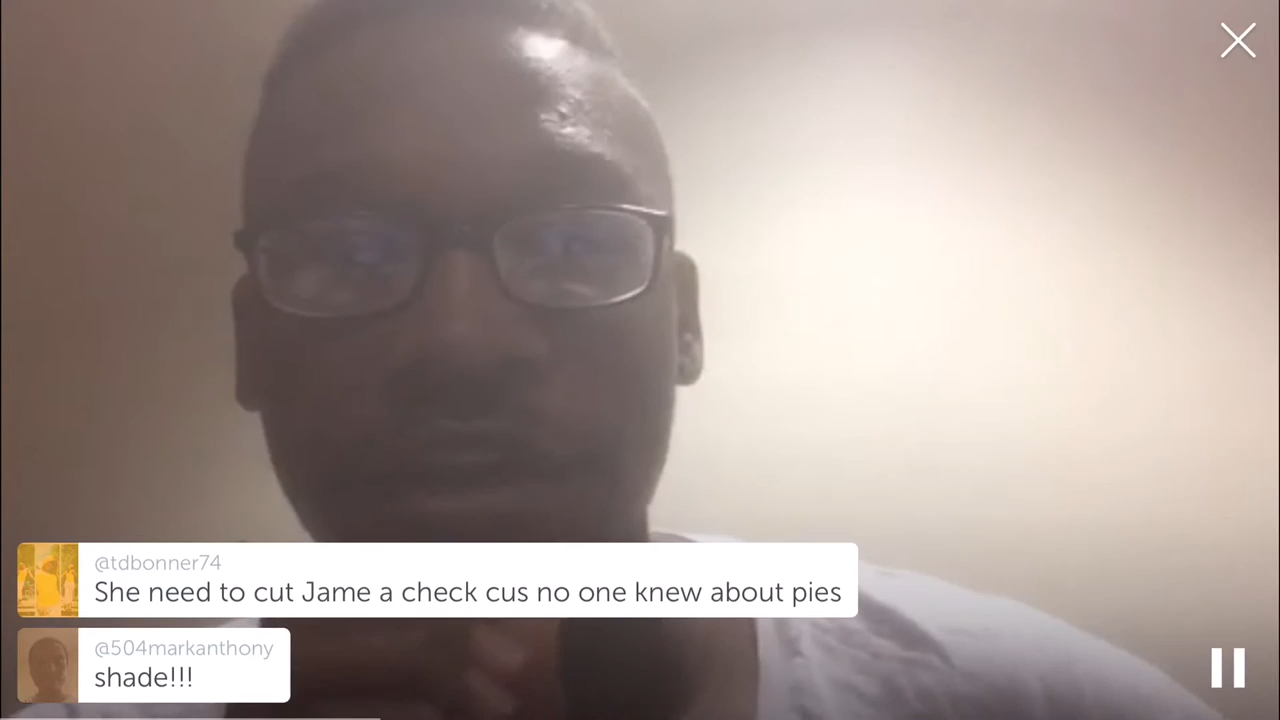 @tdbonner74
She need to cut Jame a check cus no one knew about pies
@504markanthony
shade!!!